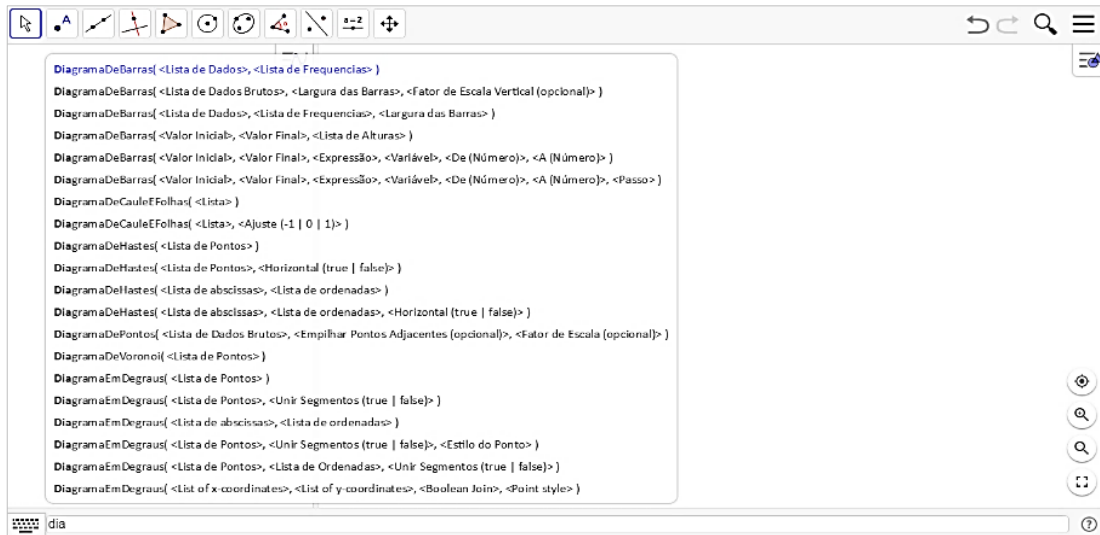 A
a=2
DiagramaDeBarras( <Lista de Dados>, <Lista de Frequencias> )
DiagramaDeBarras( <Lista de Dados Brutos>, <Largura das Barras>, <Fator de Escala Vertical (opcional)> )
DiagramaDeBarras( <Lista de Dados>, <Lista de Frequencias>, <Largura das Barras> )
DiagramaDeBarras( <Valor Inicial>, <Valor Final>, <Lista de Alturas> )
DiagramaDeBarras( <Valor Inicial>, <Valor Final>, <Expressão>, <Variável>, <De (Número)>, <A (Número)> )
DiagramaDeBarras( <Valor Inicial>, <Valor Final>, <Expressão>, <Variável>, <De (Número)>, <A (Número)>, <Passo> )
DiagramaDeCauleEFolhas( <Lista> )
DiagramaDeCauleEFolhas( <Lista>, <Ajuste (-1 | 0 | 1)> )
DiagramaDeHastes( <Lista de Pontos> )
DiagramaDeHastes( <Lista de Pontos>, <Horizontal (true | false)> )
DiagramaDeHastes( <Lista de abscissas>, <Lista de ordenadas> )
DiagramaDeHastes( <Lista de abscissas>, <Lista de ordenadas>, <Horizontal (true | false)> )
DiagramaDePontos( <Lista de Dados Brutos>, <Empilhar Pontos Adjacentes (opcional)>, <Fator de Escala (opcional)> )
DiagramaDeVoronoi( <Lista de Pontos> )
DiagramaEmDegraus( <Lista de Pontos> )
DiagramaEmDegraus( <Lista de Pontos>, <Unir Segmentos (true | false)> )
DiagramaEmDegraus( <Lista de abscissas>, <Lista de ordenadas> )
DiagramaEmDegraus( <Lista de Pontos>, <Unir Segmentos (true | false)>, <Estilo do Ponto> )
DiagramaEmDegraus( <Lista de Pontos>, <Lista de Ordenadas>, <Unir Segmentos (true | false)> )
DiagramaEmDegraus( <List of x-coordinates>, <List of y-coordinates>, <Boolean Join>, <Point style> )
dia